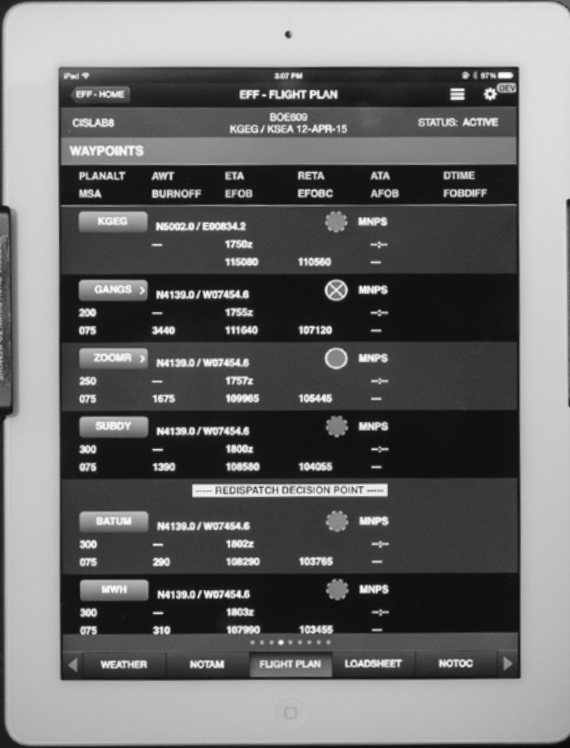 iPad 3:07 PM 97%
EFF - HOME EFF - FLIGHT PLAN DEV
CISLAB8 BOE609 STATUS: ACTIVE
KGEG / KSEA 12-APR-15
WAYPOINTS
PLANALT AWT ETA RETA ATA DTIME
MSA BURNOFF EFOB EFOBC AFOB FOBDIFF
KGEG N5002.0 / E00834.2 MNPS
--- 1750z --:--
115080 110560 ---
GANGS > N4139.0 / W07454.6 MNPS
200 --- 1755z --:--
075 3440 111640 107120 ---
ZOOMR > N4139.0 / W07454.6 MNPS
250 --- 1757z --:--
075 1675 109965 105445 ---
SUBDY N4139.0 / W07454.6 MNPS
300 --- 1800z --:--
075 1390 108580 104055 ---
----- REDISPATCH DECISION POINT -----
BATUM N4139.0 / W07454.6 MNPS
300 --- 1802z --:--
075 290 108290 103765 ---
MWH N4139.0 / W07454.6 MNPS
300 --- 1803z --:--
075 310 107990 103455 ---
WEATHER NOTAM FLIGHT PLAN LOADSHEET NOTOC